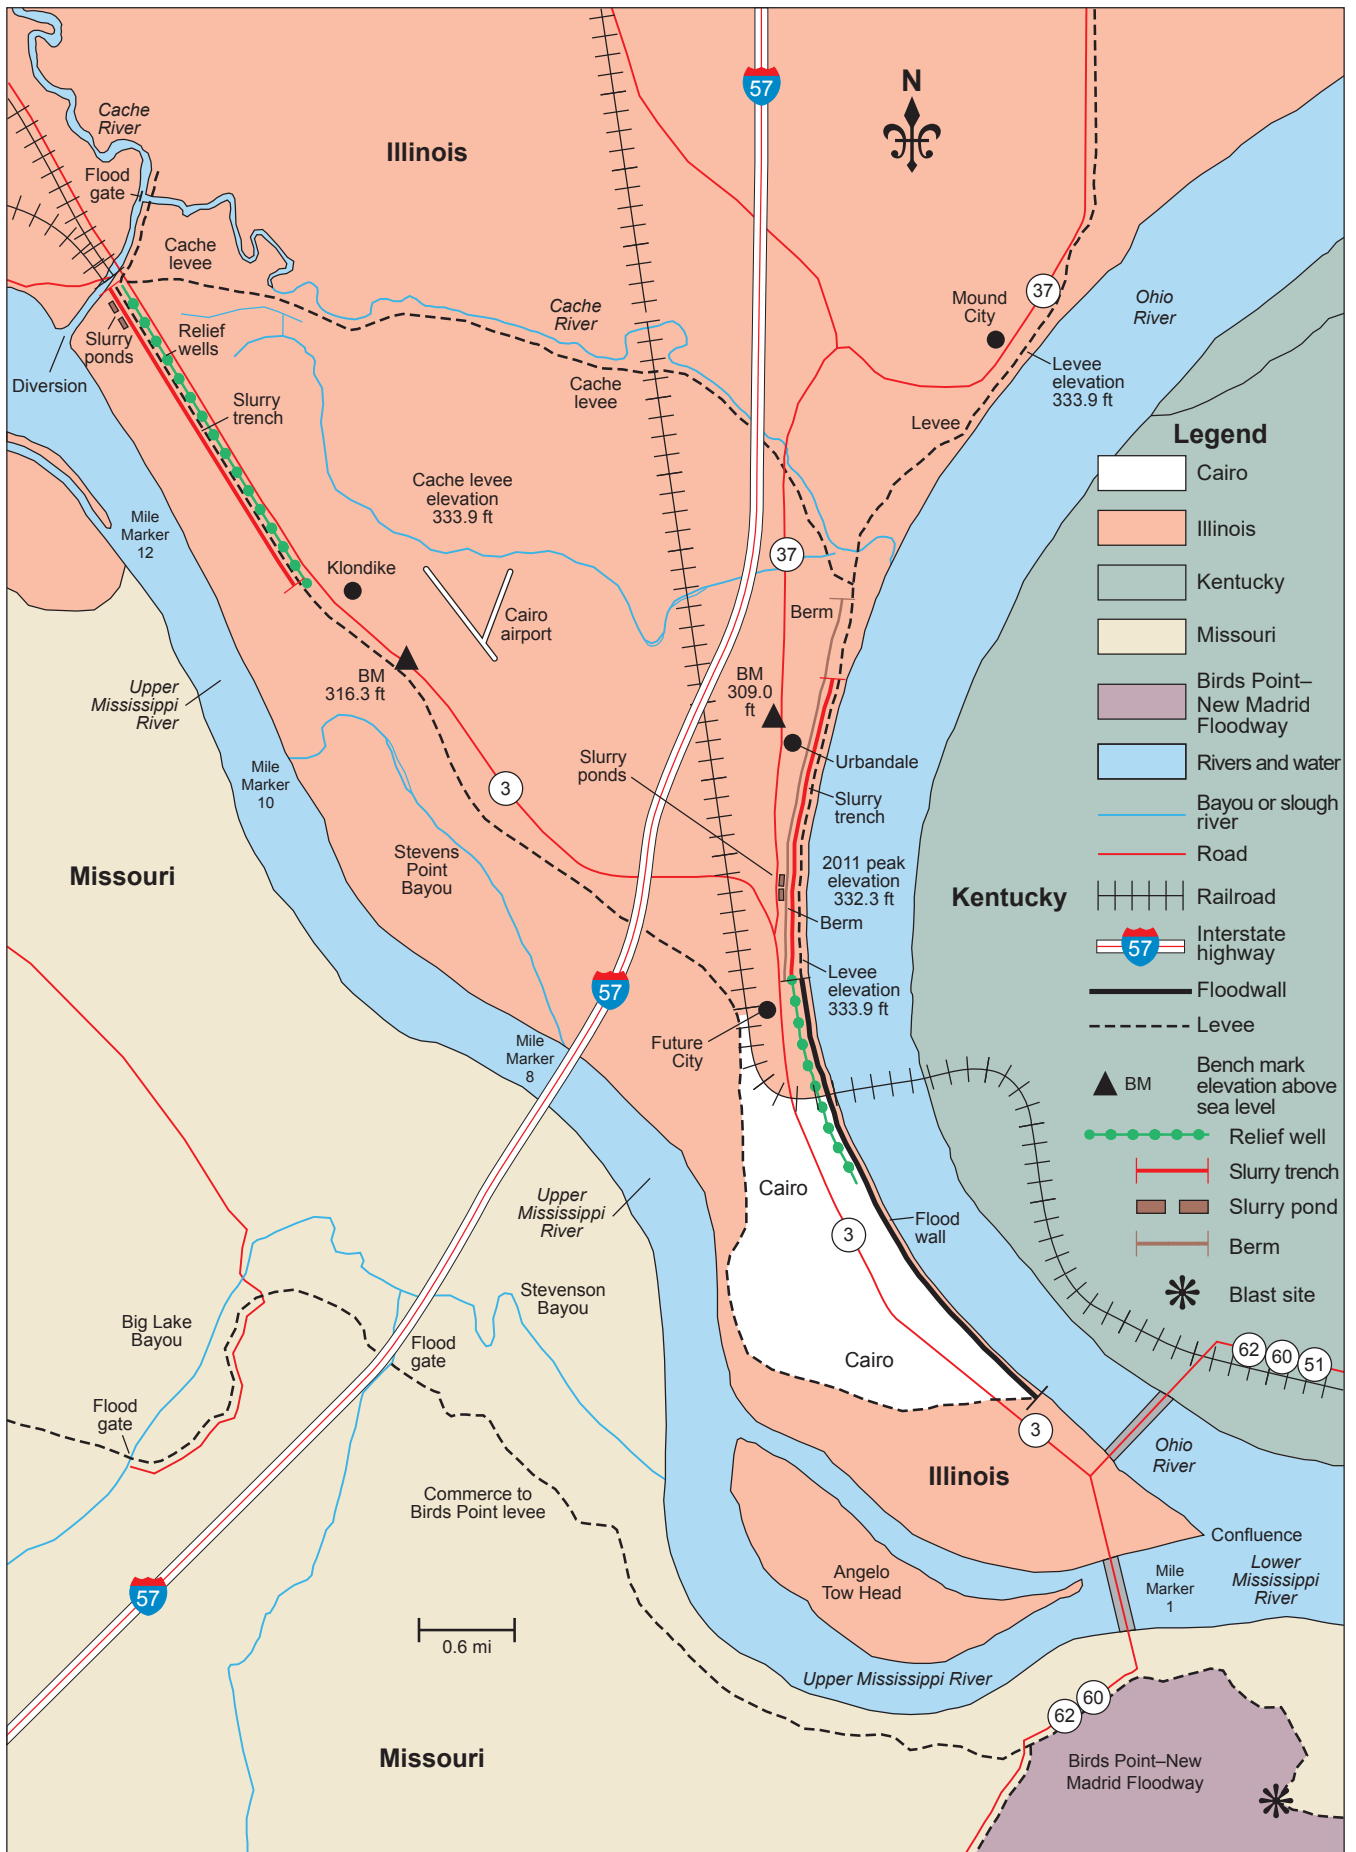 57
N
Cache
River
Illinois
Flood
gate
Cache
levee
Mound
City
37
Ohio
River
Cache
River
Slurry
ponds
Relief
wells
Diversion
Levee
elevation
333.9 ft
Cache
levee
Slurry
trench
Levee
Legend
Cairo
Illinois
Kentucky
Missouri
Birds Point–
New Madrid
Floodway
Rivers and water
Bayou or slough
river
Road
Railroad
57
Interstate
highway
Floodwall
Levee
BM
Bench mark
elevation above
sea level
Relief well
Slurry trench
Slurry pond
Berm
Blast site
Cache levee
elevation
333.9 ft
Mile
Marker
12
37
Klondike
Cairo
airport
Berm
BM
316.3 ft
BM
309.0
ft
Upper
Mississippi
River
Urbandale
Slurry
ponds
Mile
Marker
10
3
Slurry
trench
Stevens
Point
Bayou
2011 peak
elevation
332.3 ft
Missouri
Kentucky
Berm
57
Levee
elevation
333.9 ft
Future
City
Mile
Marker
8
Cairo
Upper
Mississippi
River
3
Flood
wall
Stevenson
Bayou
Big Lake
Bayou
Flood
gate
Cairo
62
60
51
Flood
gate
3
Ohio
River
Illinois
Commerce to
Birds Point levee
Confluence
Angelo
Tow Head
Mile
Marker
1
Lower
Mississippi
River
57
0.6 mi
Upper Mississippi River
60
62
Missouri
Birds Point–New
Madrid Floodway